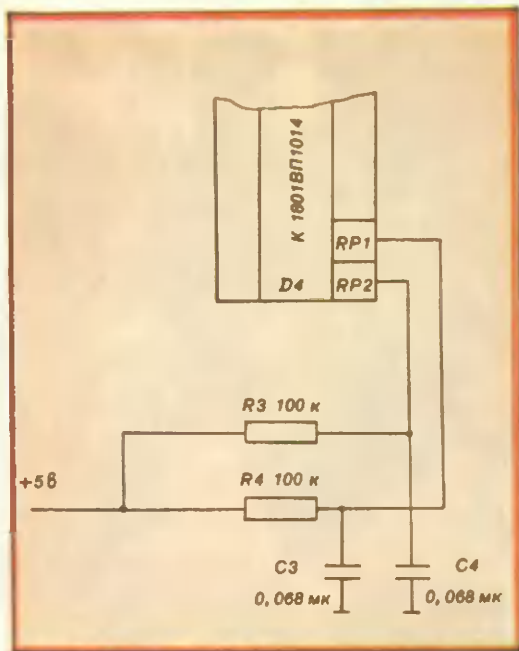 К 1801ВП1014
RP1
D4 RP2
R3 100 к
+5в
R4 100 к
C3 C4
0,068 мк 0,068 мк